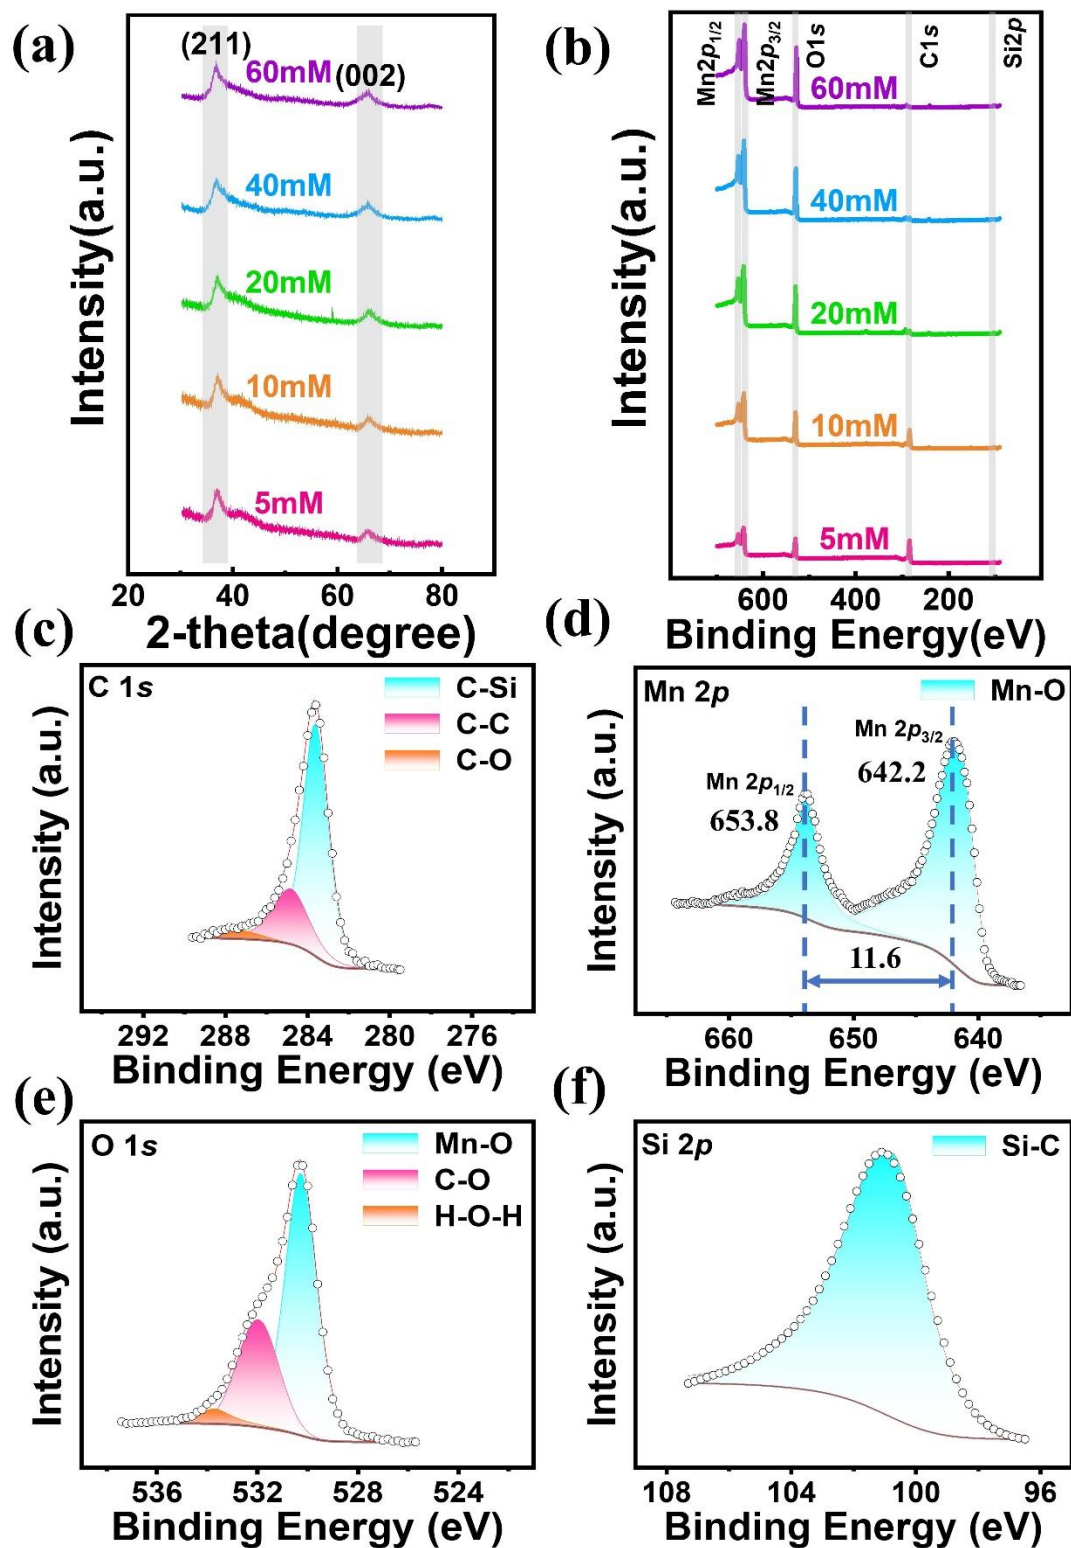 (a)
(211)
60mM
(002)
40mM
20mM
10mM
5mM
20
40
60
80
2-theta(degree)
Intensity(a.u.)
(b)
Mn2p1/2
Mn2p3/2
O1s
C1s
Si2p
60mM
40mM
20mM
10mM
5mM
600
400
200
Binding Energy(eV)
Intensity(a.u.)
(c)
C 1s
C-Si
C-C
C-O
292
288
284
280
276
Binding Energy (eV)
Intensity (a.u.)
(d)
Mn 2p
Mn-O
Mn 2p3/2
642.2
Mn 2p1/2
653.8
11.6
660
650
640
Binding Energy (eV)
Intensity (a.u.)
(e)
O 1s
Mn-O
C-O
H-O-H
536
532
528
524
Binding Energy (eV)
Intensity (a.u.)
(f)
Si 2p
Si-C
108
104
100
96
Binding Energy (eV)
Intensity (a.u.)